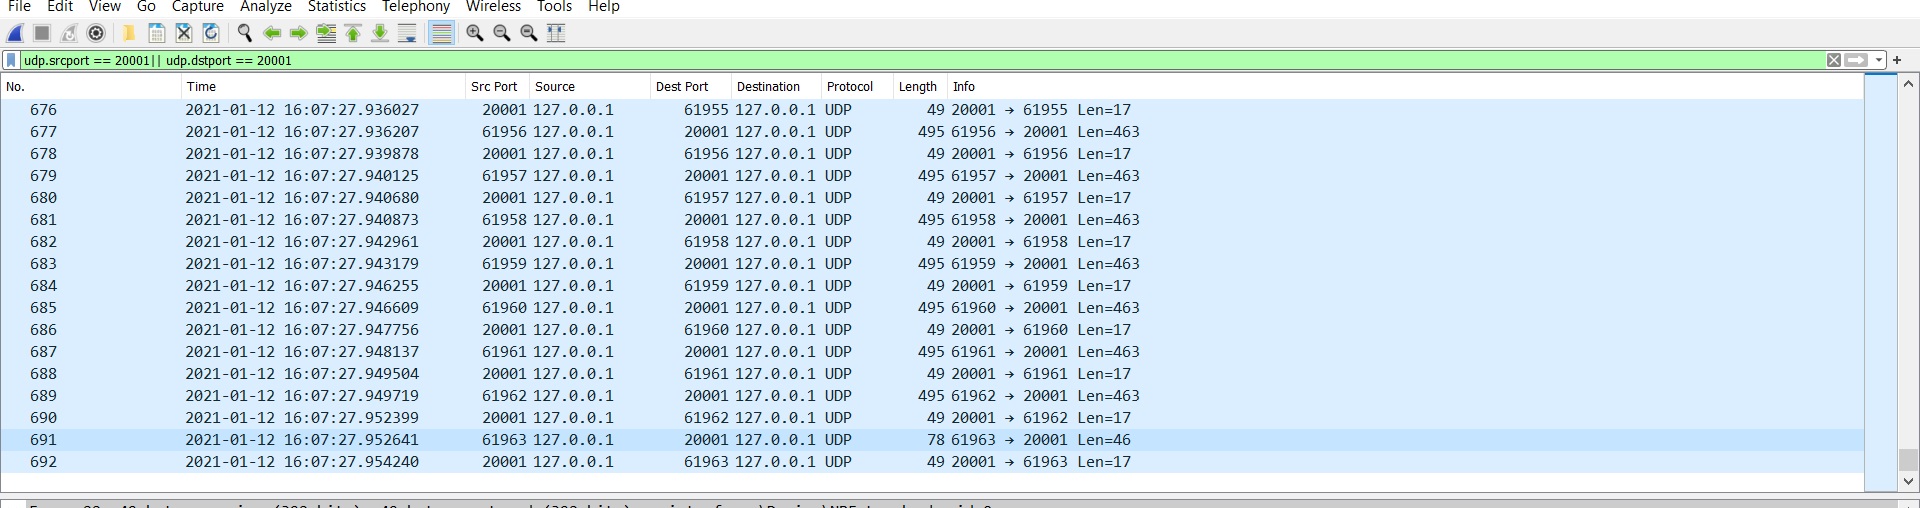 File Edit View Go Capture Analyze Statistics Telephony Wireless Tools Help
udp.srcport == 20001|| udp.dstport == 20001
No. Time Src Port Source Dest Port Destination Protocol Length Info
676 2021-01-12 16:07:27.936027 20001 127.0.0.1 61955 127.0.0.1 UDP 49 20001 → 61955 Len=17
677 2021-01-12 16:07:27.936207 61956 127.0.0.1 20001 127.0.0.1 UDP 495 61956 → 20001 Len=463
678 2021-01-12 16:07:27.939878 20001 127.0.0.1 61956 127.0.0.1 UDP 49 20001 → 61956 Len=17
679 2021-01-12 16:07:27.940125 61957 127.0.0.1 20001 127.0.0.1 UDP 495 61957 → 20001 Len=463
680 2021-01-12 16:07:27.940680 20001 127.0.0.1 61957 127.0.0.1 UDP 49 20001 → 61957 Len=17
681 2021-01-12 16:07:27.940873 61958 127.0.0.1 20001 127.0.0.1 UDP 495 61958 → 20001 Len=463
682 2021-01-12 16:07:27.942961 20001 127.0.0.1 61958 127.0.0.1 UDP 49 20001 → 61958 Len=17
683 2021-01-12 16:07:27.943179 61959 127.0.0.1 20001 127.0.0.1 UDP 495 61959 → 20001 Len=463
684 2021-01-12 16:07:27.946255 20001 127.0.0.1 61959 127.0.0.1 UDP 49 20001 → 61959 Len=17
685 2021-01-12 16:07:27.946609 61960 127.0.0.1 20001 127.0.0.1 UDP 495 61960 → 20001 Len=463
686 2021-01-12 16:07:27.947756 20001 127.0.0.1 61960 127.0.0.1 UDP 49 20001 → 61960 Len=17
687 2021-01-12 16:07:27.948137 61961 127.0.0.1 20001 127.0.0.1 UDP 495 61961 → 20001 Len=463
688 2021-01-12 16:07:27.949504 20001 127.0.0.1 61961 127.0.0.1 UDP 49 20001 → 61961 Len=17
689 2021-01-12 16:07:27.949719 61962 127.0.0.1 20001 127.0.0.1 UDP 495 61962 → 20001 Len=463
690 2021-01-12 16:07:27.952399 20001 127.0.0.1 61962 127.0.0.1 UDP 49 20001 → 61962 Len=17
691 2021-01-12 16:07:27.952641 61963 127.0.0.1 20001 127.0.0.1 UDP 78 61963 → 20001 Len=46
692 2021-01-12 16:07:27.954240 20001 127.0.0.1 61963 127.0.0.1 UDP 49 20001 → 61963 Len=17